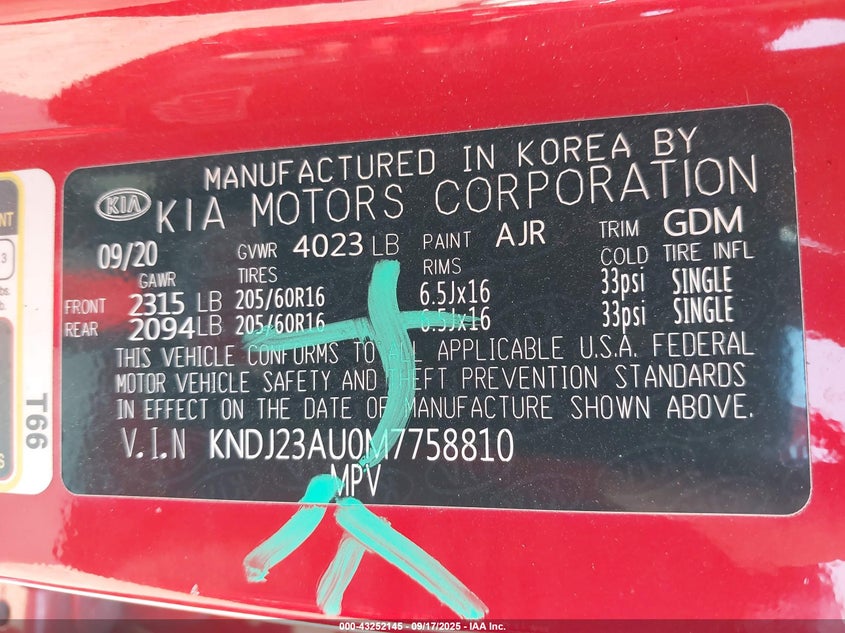 MANUFACTURED IN KOREA BY
KIA KIA MOTORS CORPORATION
09/20 GVWR 4023 LB PAINT AJR TRIM GDM
GAWR TIRES RIMS COLD TIRE INFL
FRONT 2315 LB 205/60R16 6.5Jx16 33psi SINGLE
REAR 2094 LB 205/60R16 6.5Jx16 33psi SINGLE
THIS VEHICLE CONFORMS TO ALL APPLICABLE U.S.A. FEDERAL
MOTOR VEHICLE SAFETY AND THEFT PREVENTION STANDARDS
IN EFFECT ON THE DATE OF MANUFACTURE SHOWN ABOVE.
V.I.N KNDJ23AU0M7758810
MPV
T66
000-43252145 - 09/17/2025 - IAA Inc.